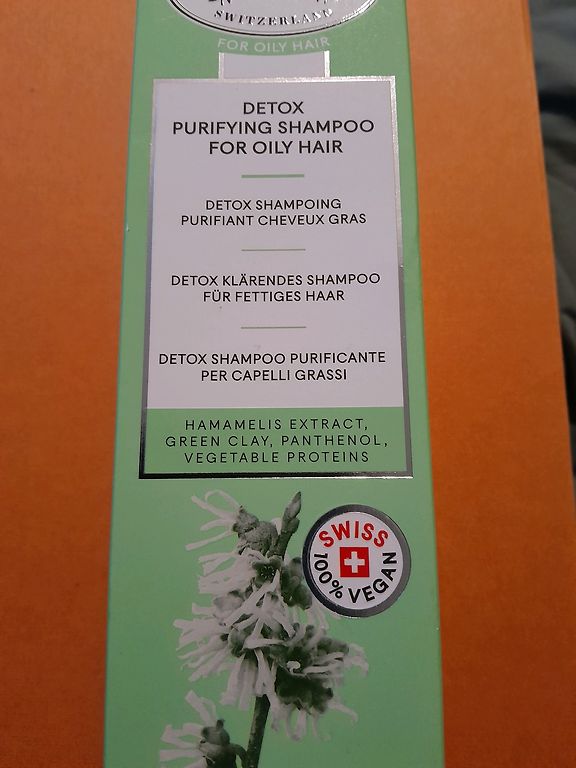 SWITZERLAND
FOR OILY HAIR
DETOX
PURIFYING SHAMPOO
FOR OILY HAIR
DETOX SHAMPOING
PURIFIANT CHEVEUX GRAS
DETOX KLÄRENDES SHAMPOO
FÜR FETTIGES HAAR
DETOX SHAMPOO PURIFICANTE
PER CAPELLI GRASSI
HAMAMELIS EXTRACT,
GREEN CLAY, PANTHENOL,
VEGETABLE PROTEINS
SWISS
100% VEGAN